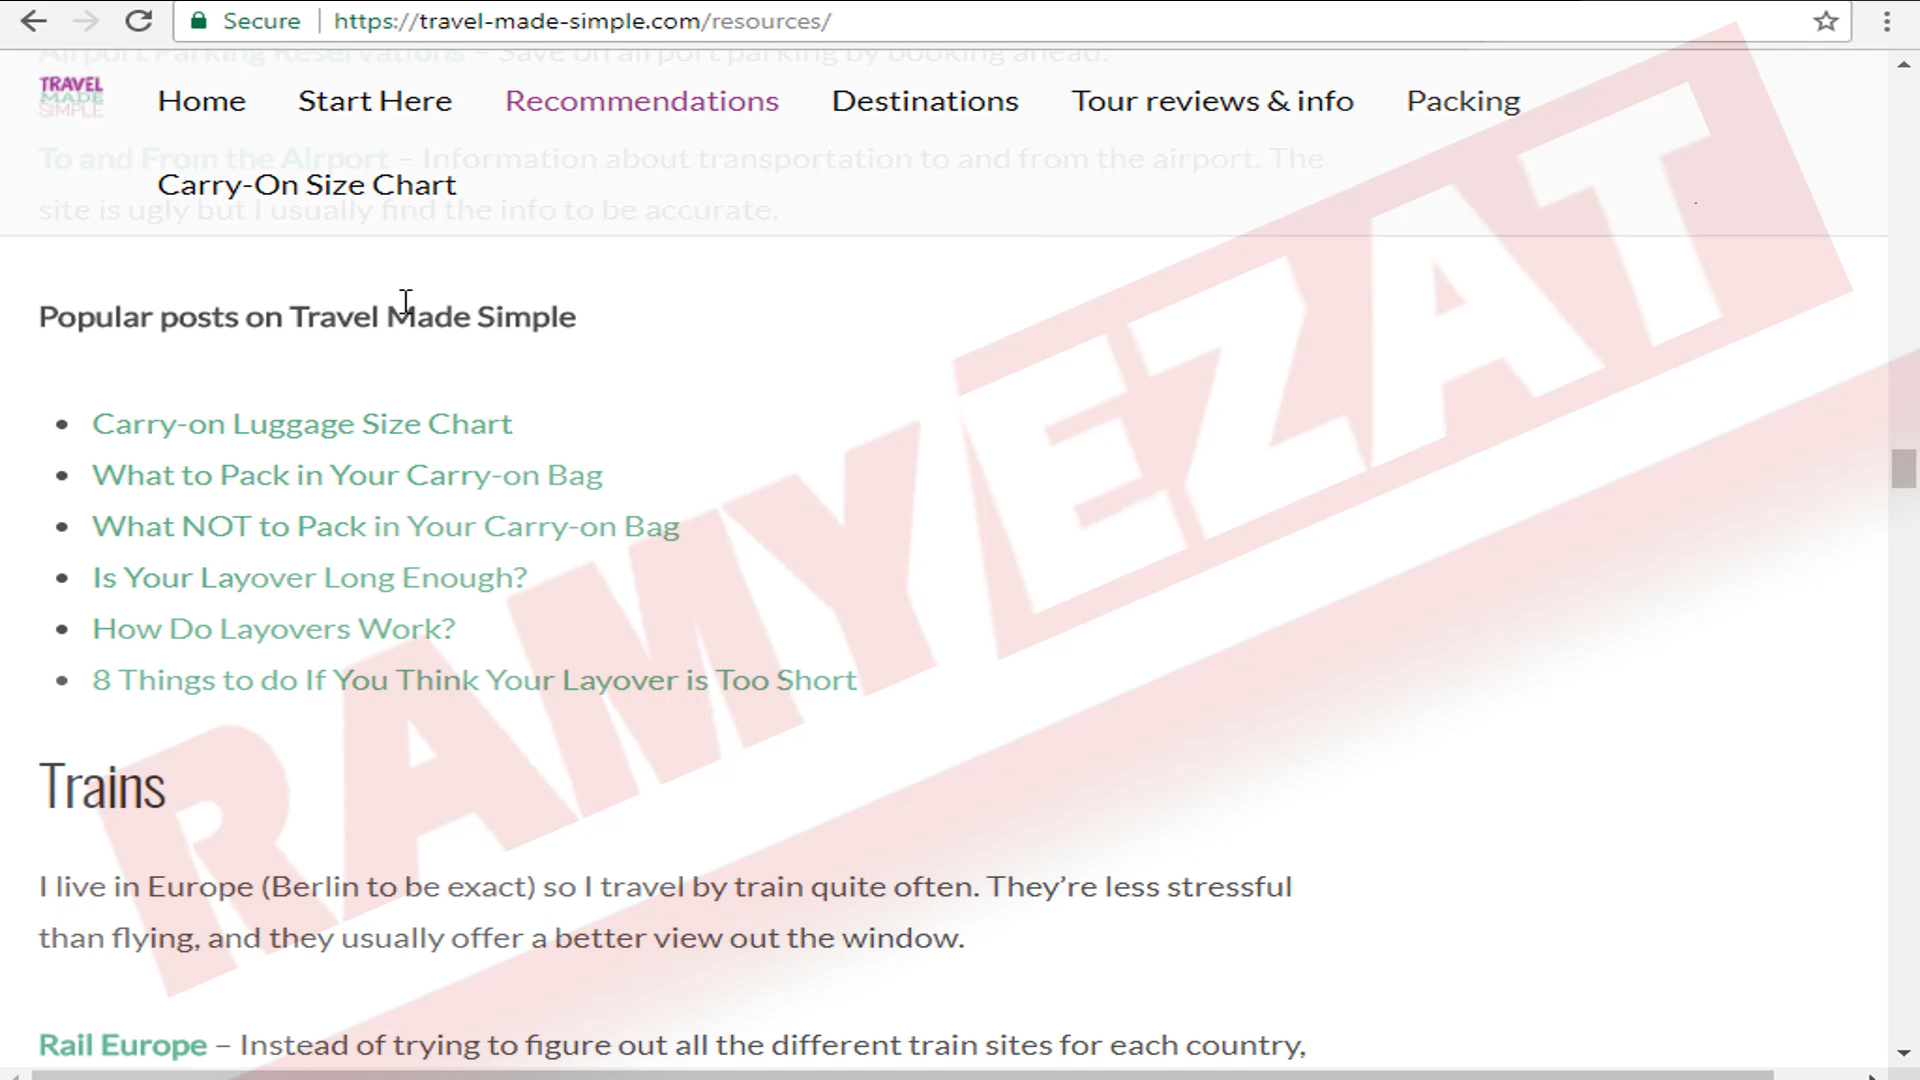 Secure https://travel-made-simple.com/resources/
Airport Parking Reservations – Save on airport parking by booking ahead.
TRAVEL
MADE
SIMPLE
Home Start Here Recommendations Destinations Tour reviews & info Packing
To and From the Airport – Information about transportation to and from the airport. The
Carry-On Size Chart
site is ugly but I usually find the info to be accurate.
Popular posts on Travel Made Simple
• Carry-on Luggage Size Chart
• What to Pack in Your Carry-on Bag
• What NOT to Pack in Your Carry-on Bag
• Is Your Layover Long Enough?
• How Do Layovers Work?
• 8 Things to do If You Think Your Layover is Too Short
Trains
I live in Europe (Berlin to be exact) so I travel by train quite often. They’re less stressful
than flying, and they usually offer a better view out the window.
Rail Europe – Instead of trying to figure out all the different train sites for each country,
RAMYEZAT